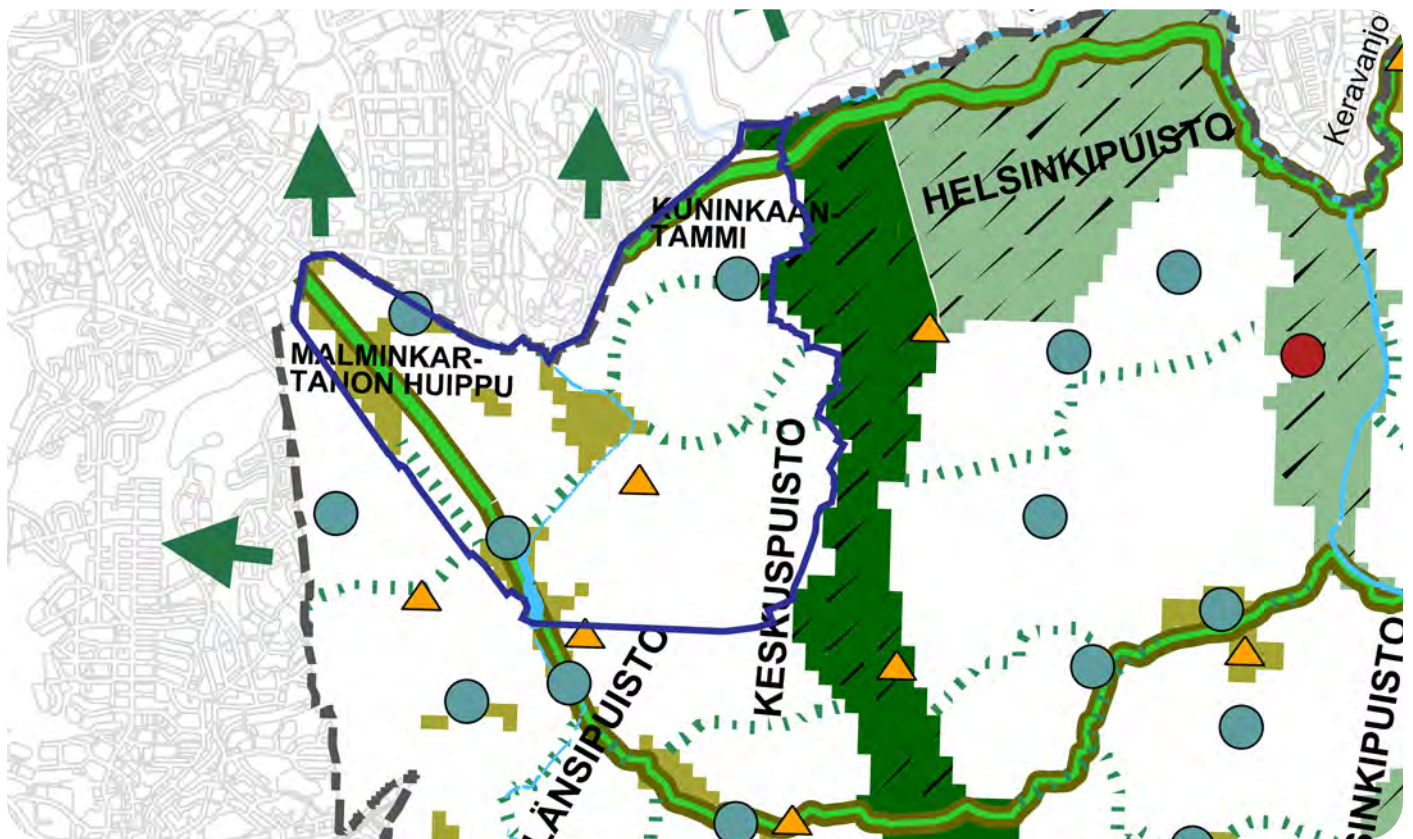 Keravanjo
HELSINKIPUISTO
KUNINKAAN-
TAMMI
MALMINKAR-
TANON HUIPPU
KESKUSPUISTO
LÄNSIPUISTO
SINKIPUISTO